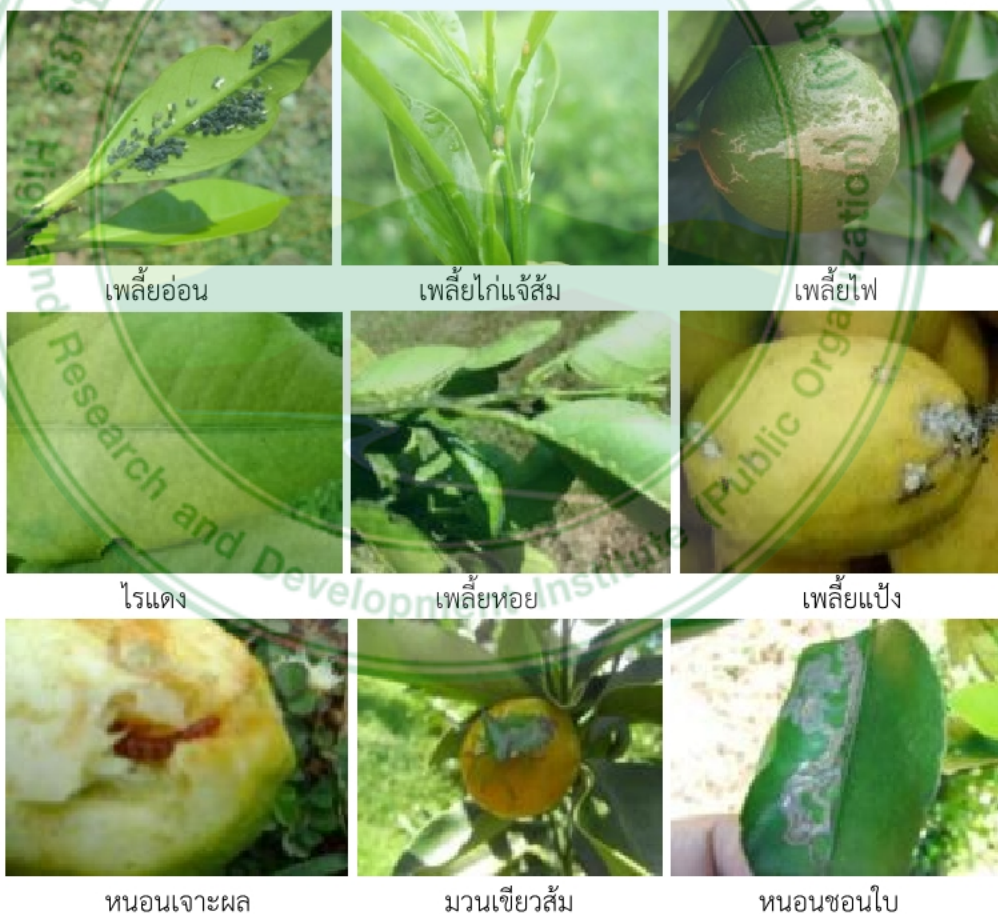 เพลี้ยอ่อน เพลี้ยไก่แจ้ส้ม เพลี้ยไฟ
ไรแดง เพลี้ยหอย เพลี้ยแป้ง
หนอนเจาะผล มวนเขียวส้ม หนอนชอนใบ
Research and Development Institute (Public Organization)